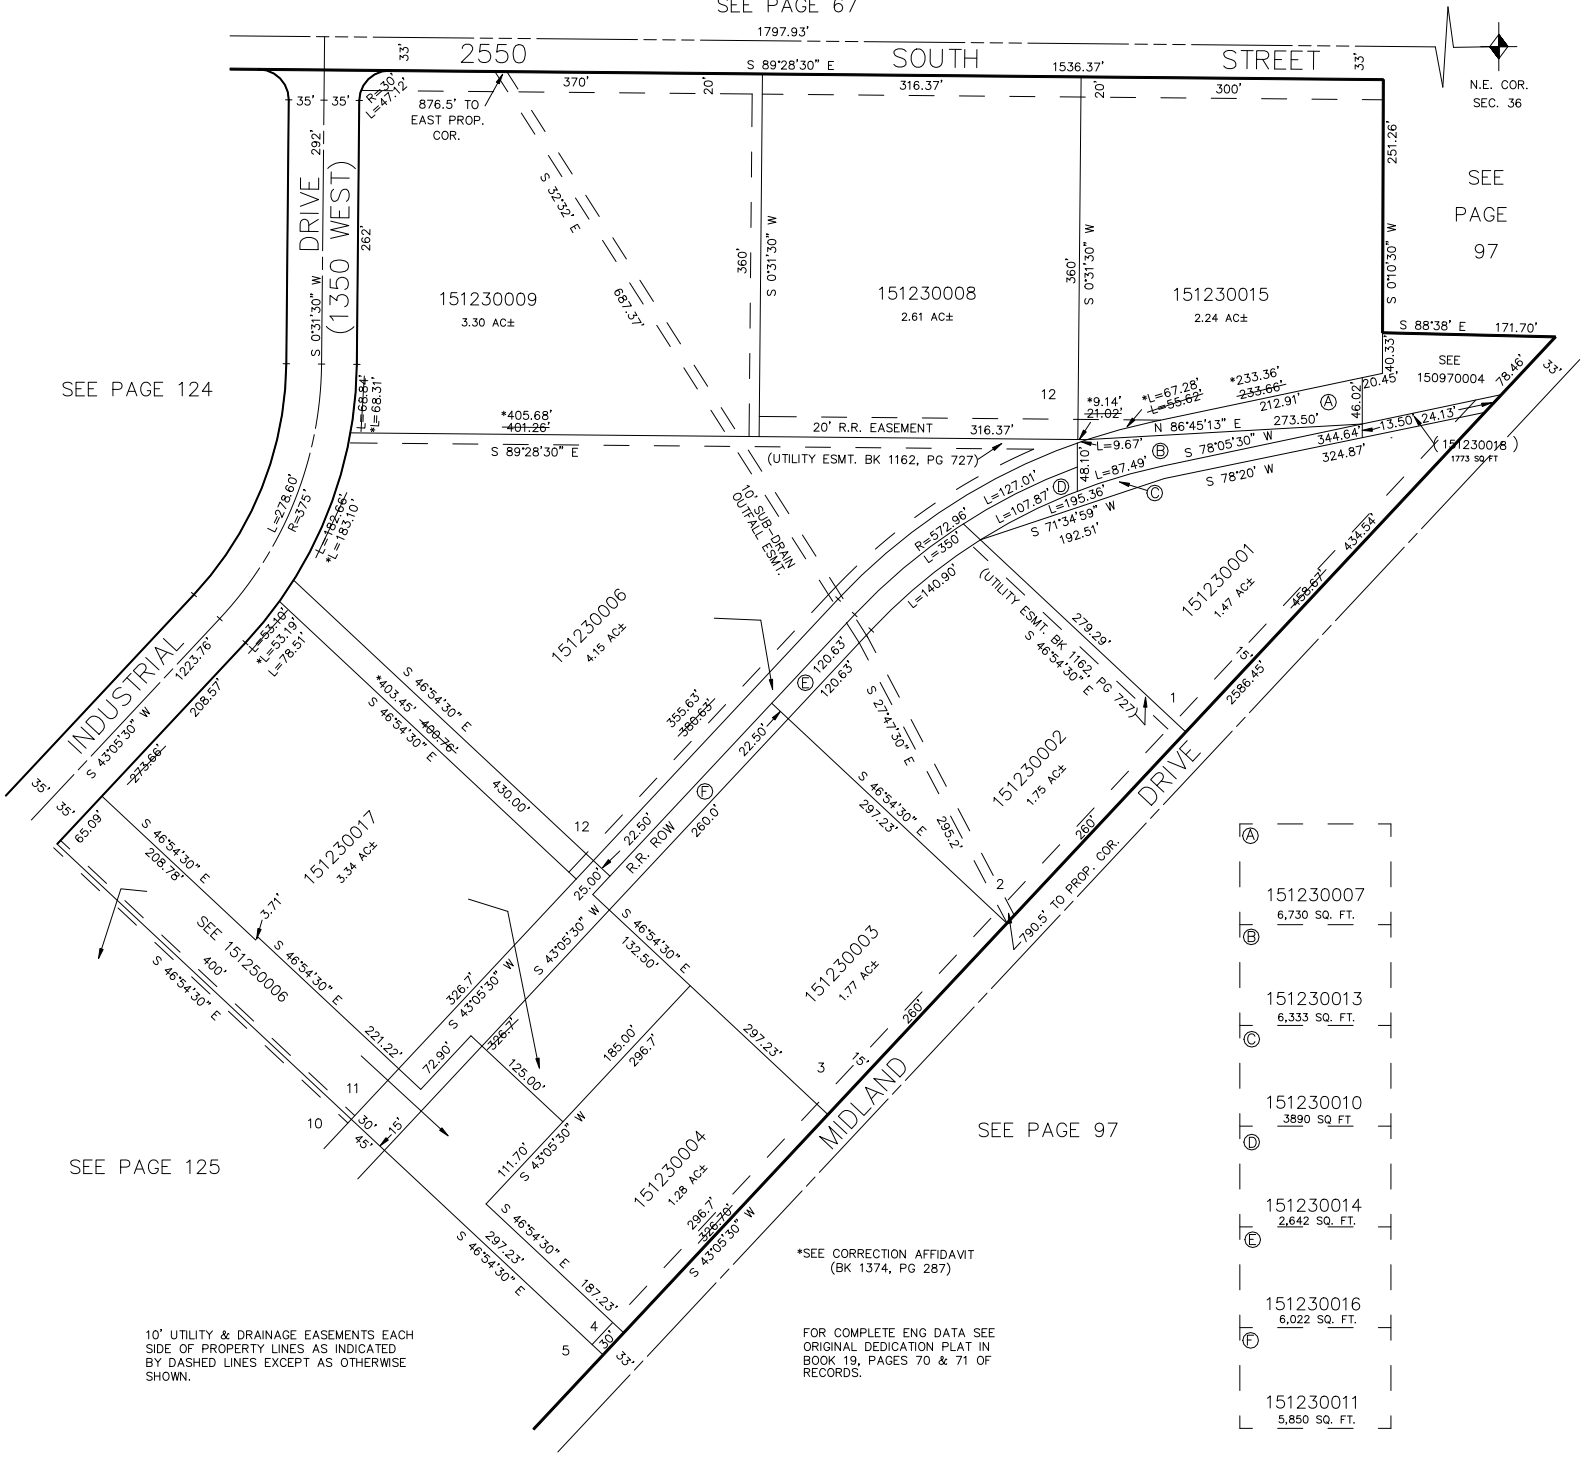 SEE PAGE 67
1797.93'
33'
2550
SOUTH
STREET
33'
S 89°28'30" E
1536.37'
N.E. COR.
SEC. 36
R=30'
L=47.12'
370'
20'
316.37'
20'
300'
35'
35'
876.5' TO
EAST PROP.
COR.
292'
251.26'
SEE
PAGE
97
DRIVE
(1350 WEST)
S 0°31'30" W
262'
S 32°32' E
687.37'
360'
S 0°31'30" W
360'
S 0°31'30" W
S 0°10'30" W
151230009
3.30 AC±
151230008
2.61 AC±
151230015
2.24 AC±
S 88°38' E
171.70'
SEE PAGE 124
40.33'
SEE
150970004
78.46'
33'
L=68.84'
*L=68.31'
*405.68'
401.26'
S 89°28'30" E
20' R.R. EASEMENT
316.37'
12
*9.14'
21.02'
*L=67.28'
L=55.62'
*233.36'
233.66'
212.91'
A
20.45'
46.02'
N 86°45'13" E
273.50'
13.50'
24.13'
(151230018)
1773 SQ FT
344.64'
324.87'
L=9.67'
B
S 78°05'30" W
S 78°20' W
(UTILITY ESMT. BK 1162, PG 727)
48.10'
L=87.49'
C
D
L=127.01'
L=107.87'
L=195.36'
S 71°34'59" W
192.51'
R=572.96'
L=350'
L=140.90'
10' SUB-DRAIN
OUTFALL ESMT.
L=278.60'
R=375'
L=182.66'
*L=183.10'
434.54'
458.67'
151230001
1.47 AC±
279.29'
(UTILITY ESMT. BK 1162, PG 727)
S 46°54'30" E
15'
2586.45'
1
151230006
4.15 AC±
L=53.10'
*L=53.19'
L=78.51'
INDUSTRIAL
1223.76'
208.57'
S 43°05'30" W
273.66'
35'
35'
65.09'
S 46°54'30" E
*403.45'
400.76'
S 46°54'30" E
430.00'
355.63'
380.63'
E
120.63'
120.63'
S 27°47'30" E
295.2'
22.50'
F
151230002
1.75 AC±
DRIVE
S 46°54'30" E
297.23'
260'
2
790.5' TO PROP. COR.
12
22.50'
R.R. ROW
260.0'
25.00'
S 46°54'30" E
208.78'
151230017
3.34 AC±
3.71'
SEE 151250006
S 46°54'30" E
400'
S 46°54'30" E
221.22'
326.7'
S 43°05'30" W
S 43°05'30" W
326.7'
72.90'
S 46°54'30" E
132.50'
297.23'
151230003
1.77 AC±
260'
15'
3
MIDLAND
185.00'
296.7'
125.00'
S 43°05'30" W
111.70'
11
10
30'
45'
15'
SEE PAGE 125
SEE PAGE 97
151230004
1.28 AC±
S 46°54'30" E
187.23'
297.23'
S 46°54'30" E
296.7'
326.70'
S 43°05'30" W
4
5
30'
33'
*SEE CORRECTION AFFIDAVIT
(BK 1374, PG 287)
10' UTILITY & DRAINAGE EASEMENTS EACH
SIDE OF PROPERTY LINES AS INDICATED
BY DASHED LINES EXCEPT AS OTHERWISE
SHOWN.
FOR COMPLETE ENG DATA SEE
ORIGINAL DEDICATION PLAT IN
BOOK 19, PAGES 70 & 71 OF
RECORDS.
A
151230007
6,730 SQ. FT.
B
151230013
6,333 SQ. FT.
C
151230010
3890 SQ FT
D
151230014
2,642 SQ. FT.
E
151230016
6,022 SQ. FT.
F
151230011
5,850 SQ. FT.